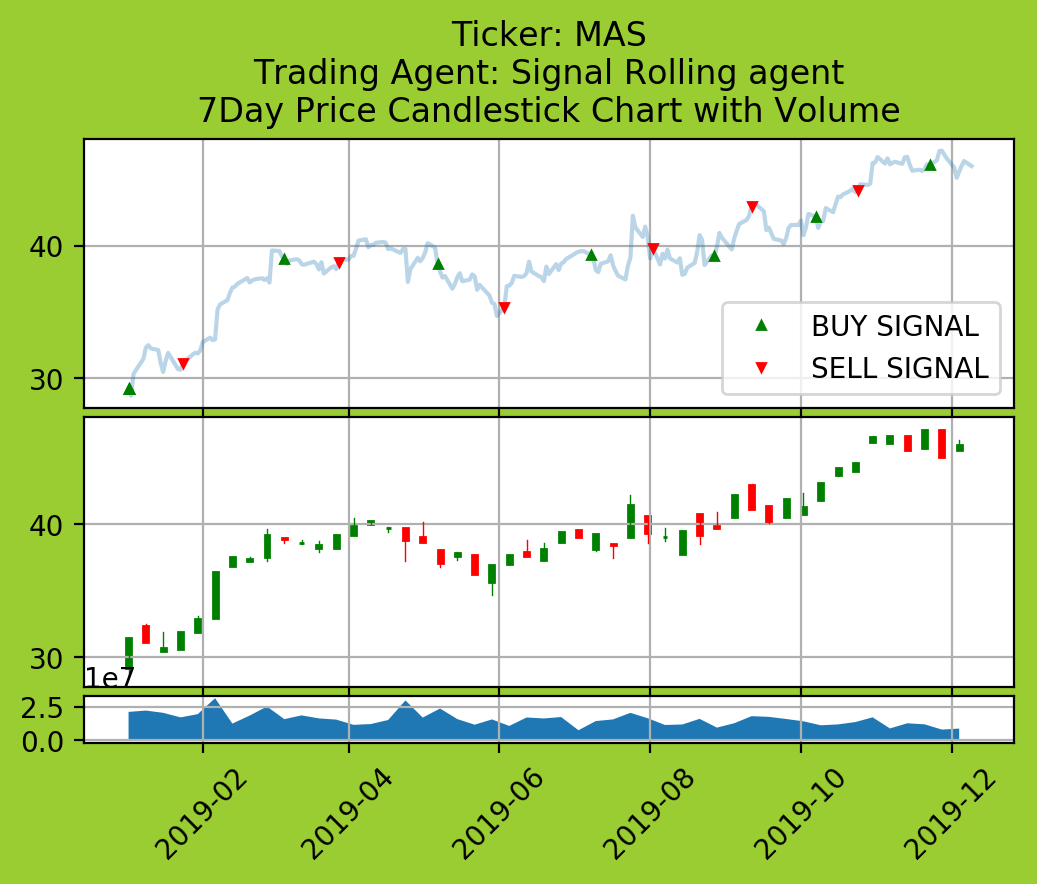 Ticker: MAS
Trading Agent: Signal Rolling agent
7Day Price Candlestick Chart with Volume
40
30
BUY SIGNAL
SELL SIGNAL
40
30
1e7
2.5
0.0
2019-02
2019-04
2019-06
2019-08
2019-10
2019-12